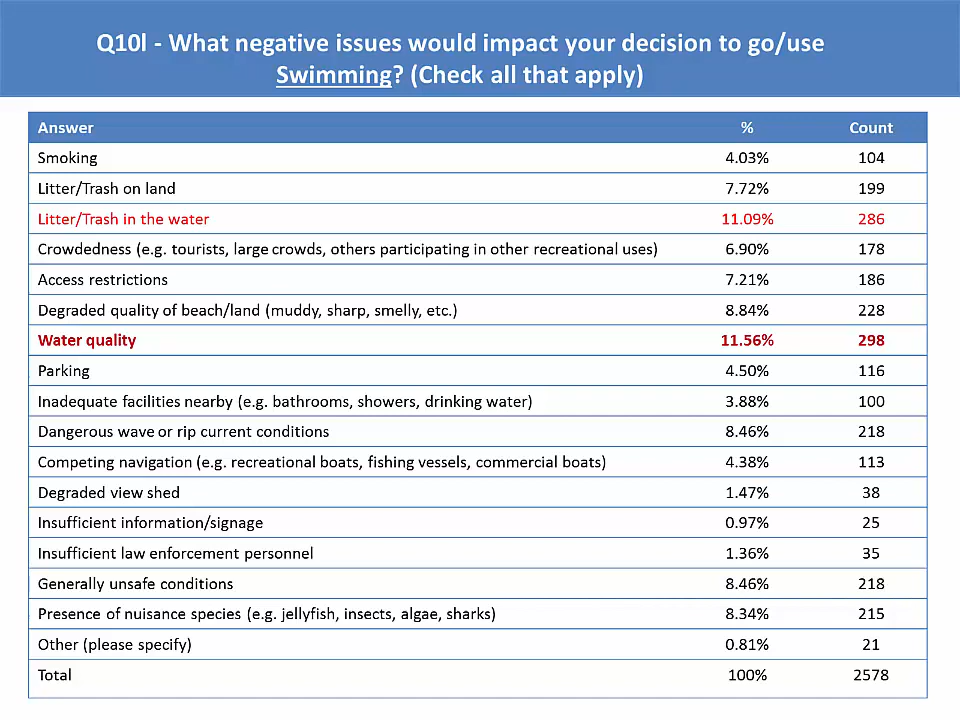 Q10l - What negative issues would impact your decision to go/use
Swimming? (Check all that apply)
Answer % Count
Smoking 4.03% 104
Litter/Trash on land 7.72% 199
Litter/Trash in the water 11.09% 286
Crowdedness (e.g. tourists, large crowds, others participating in other recreational uses) 6.90% 178
Access restrictions 7.21% 186
Degraded quality of beach/land (muddy, sharp, smelly, etc.) 8.84% 228
Water quality 11.56% 298
Parking 4.50% 116
Inadequate facilities nearby (e.g. bathrooms, showers, drinking water) 3.88% 100
Dangerous wave or rip current conditions 8.46% 218
Competing navigation (e.g. recreational boats, fishing vessels, commercial boats) 4.38% 113
Degraded view shed 1.47% 38
Insufficient information/signage 0.97% 25
Insufficient law enforcement personnel 1.36% 35
Generally unsafe conditions 8.46% 218
Presence of nuisance species (e.g. jellyfish, insects, algae, sharks) 8.34% 215
Other (please specify) 0.81% 21
Total 100% 2578